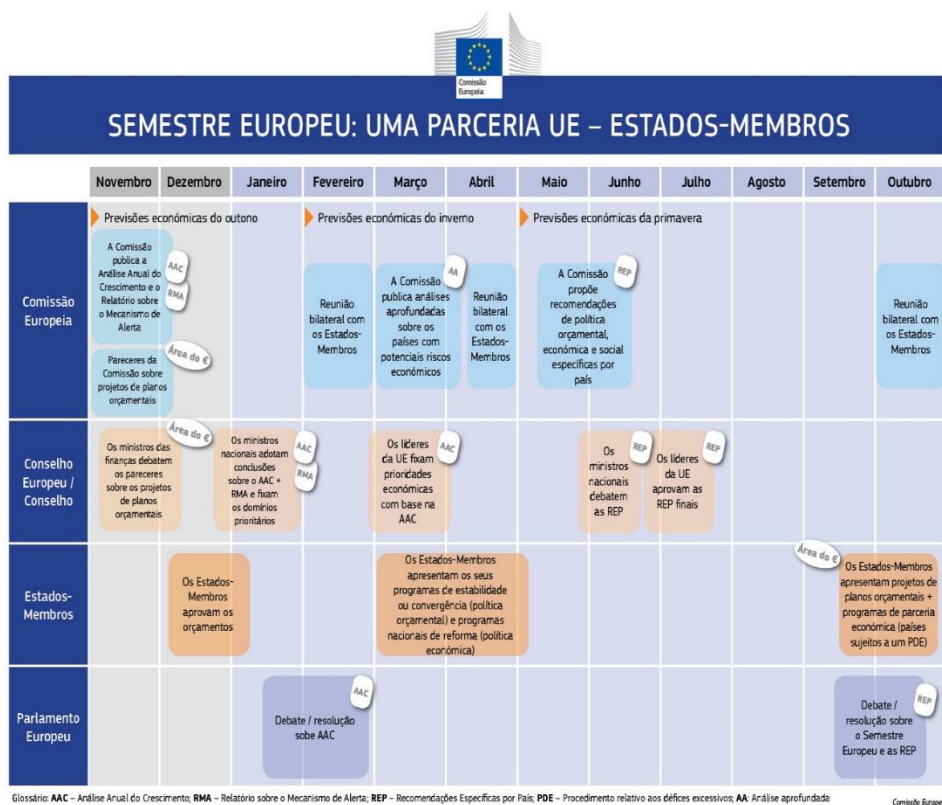 Comissão
Europeia
SEMESTRE EUROPEU: UMA PARCERIA UE – ESTADOS-MEMBROS
Novembro
Dezembro
Janeiro
Fevereiro
Março
Abril
Maio
Junho
Julho
Agosto
Setembro
Outubro
Comissão
Europeia
Previsões económicas do outono
Previsões económicas do inverno
Previsões económicas da primavera
A Comissão
publica a
Análise Anual do
Crescimento e o
Relatório sobre
o Mecanismo de
Alerta
AAC
RMA
Pareceres da
Comissão sobre
projetos de planos
orçamentais
Área do €
Reunião
bilateral com
os Estados-
Membros
A Comissão
publica análises
aprofundadas
sobre os
países com
potenciais riscos
económicos
AA
Reunião
bilateral
com os
Estados-
Membros
A Comissão
propõe
recomendações
de política
orçamental,
económica e social
específicas por
país
REP
Reunião
bilateral com
os Estados-
Membros
Conselho
Europeu /
Conselho
Os ministros das
finanças debatem
os pareceres
sobre os projetos
de planos
orçamentais
Área do €
Os ministros
nacionais adotam
conclusões
sobre o AAC +
RMA e fixam
os domínios
prioritários
AAC
RMA
Os líderes
da UE fixam
prioridades
económicas
com base na
AAC
AAC
Os
ministros
nacionais
debatem
as REP
REP
Os líderes
da UE
aprovam as
REP finais
REP
Estados-
Membros
Os Estados-
Membros
aprovam os
orçamentos
Os Estados-Membros
apresentam os seus
programas de estabilidade
ou convergência (política
orçamental) e programas
nacionais de reforma (política
económica)
Área do €
Os Estados-Membros
apresentam projetos de
planos orçamentais +
programas de parceria
económica (países
sujeitos a um PDE)
Parlamento
Europeu
Debate / resolução
sobe AAC
AAC
Debate /
resolução sobre
o Semestre
Europeu e as REP
REP
Glossário: AAC – Análise Anual do Crescimento; RMA – Relatório sobre o Mecanismo de Alerta; REP – Recomendações Específicas por País; PDE – Procedimento relativo aos défices excessivos; AA: Análise aprofundada
Comissão